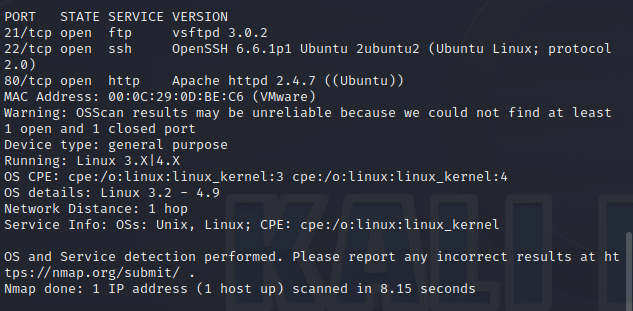 PORT   STATE SERVICE VERSION
21/tcp open  ftp     vsftpd 3.0.2
22/tcp open  ssh     OpenSSH 6.6.1p1 Ubuntu 2ubuntu2 (Ubuntu Linux; protocol
2.0)
80/tcp open  http    Apache httpd 2.4.7 ((Ubuntu))
MAC Address: 00:0C:29:0D:BE:C6 (VMware)
Warning: OSScan results may be unreliable because we could not find at least
1 open and 1 closed port
Device type: general purpose
Running: Linux 3.X|4.X
OS CPE: cpe:/o:linux:linux_kernel:3 cpe:/o:linux:linux_kernel:4
OS details: Linux 3.2 - 4.9
Network Distance: 1 hop
Service Info: OSs: Unix, Linux; CPE: cpe:/o:linux:linux_kernel
KALI
OS and Service detection performed. Please report any incorrect results at ht
tps://nmap.org/submit/ .
Nmap done: 1 IP address (1 host up) scanned in 8.15 seconds